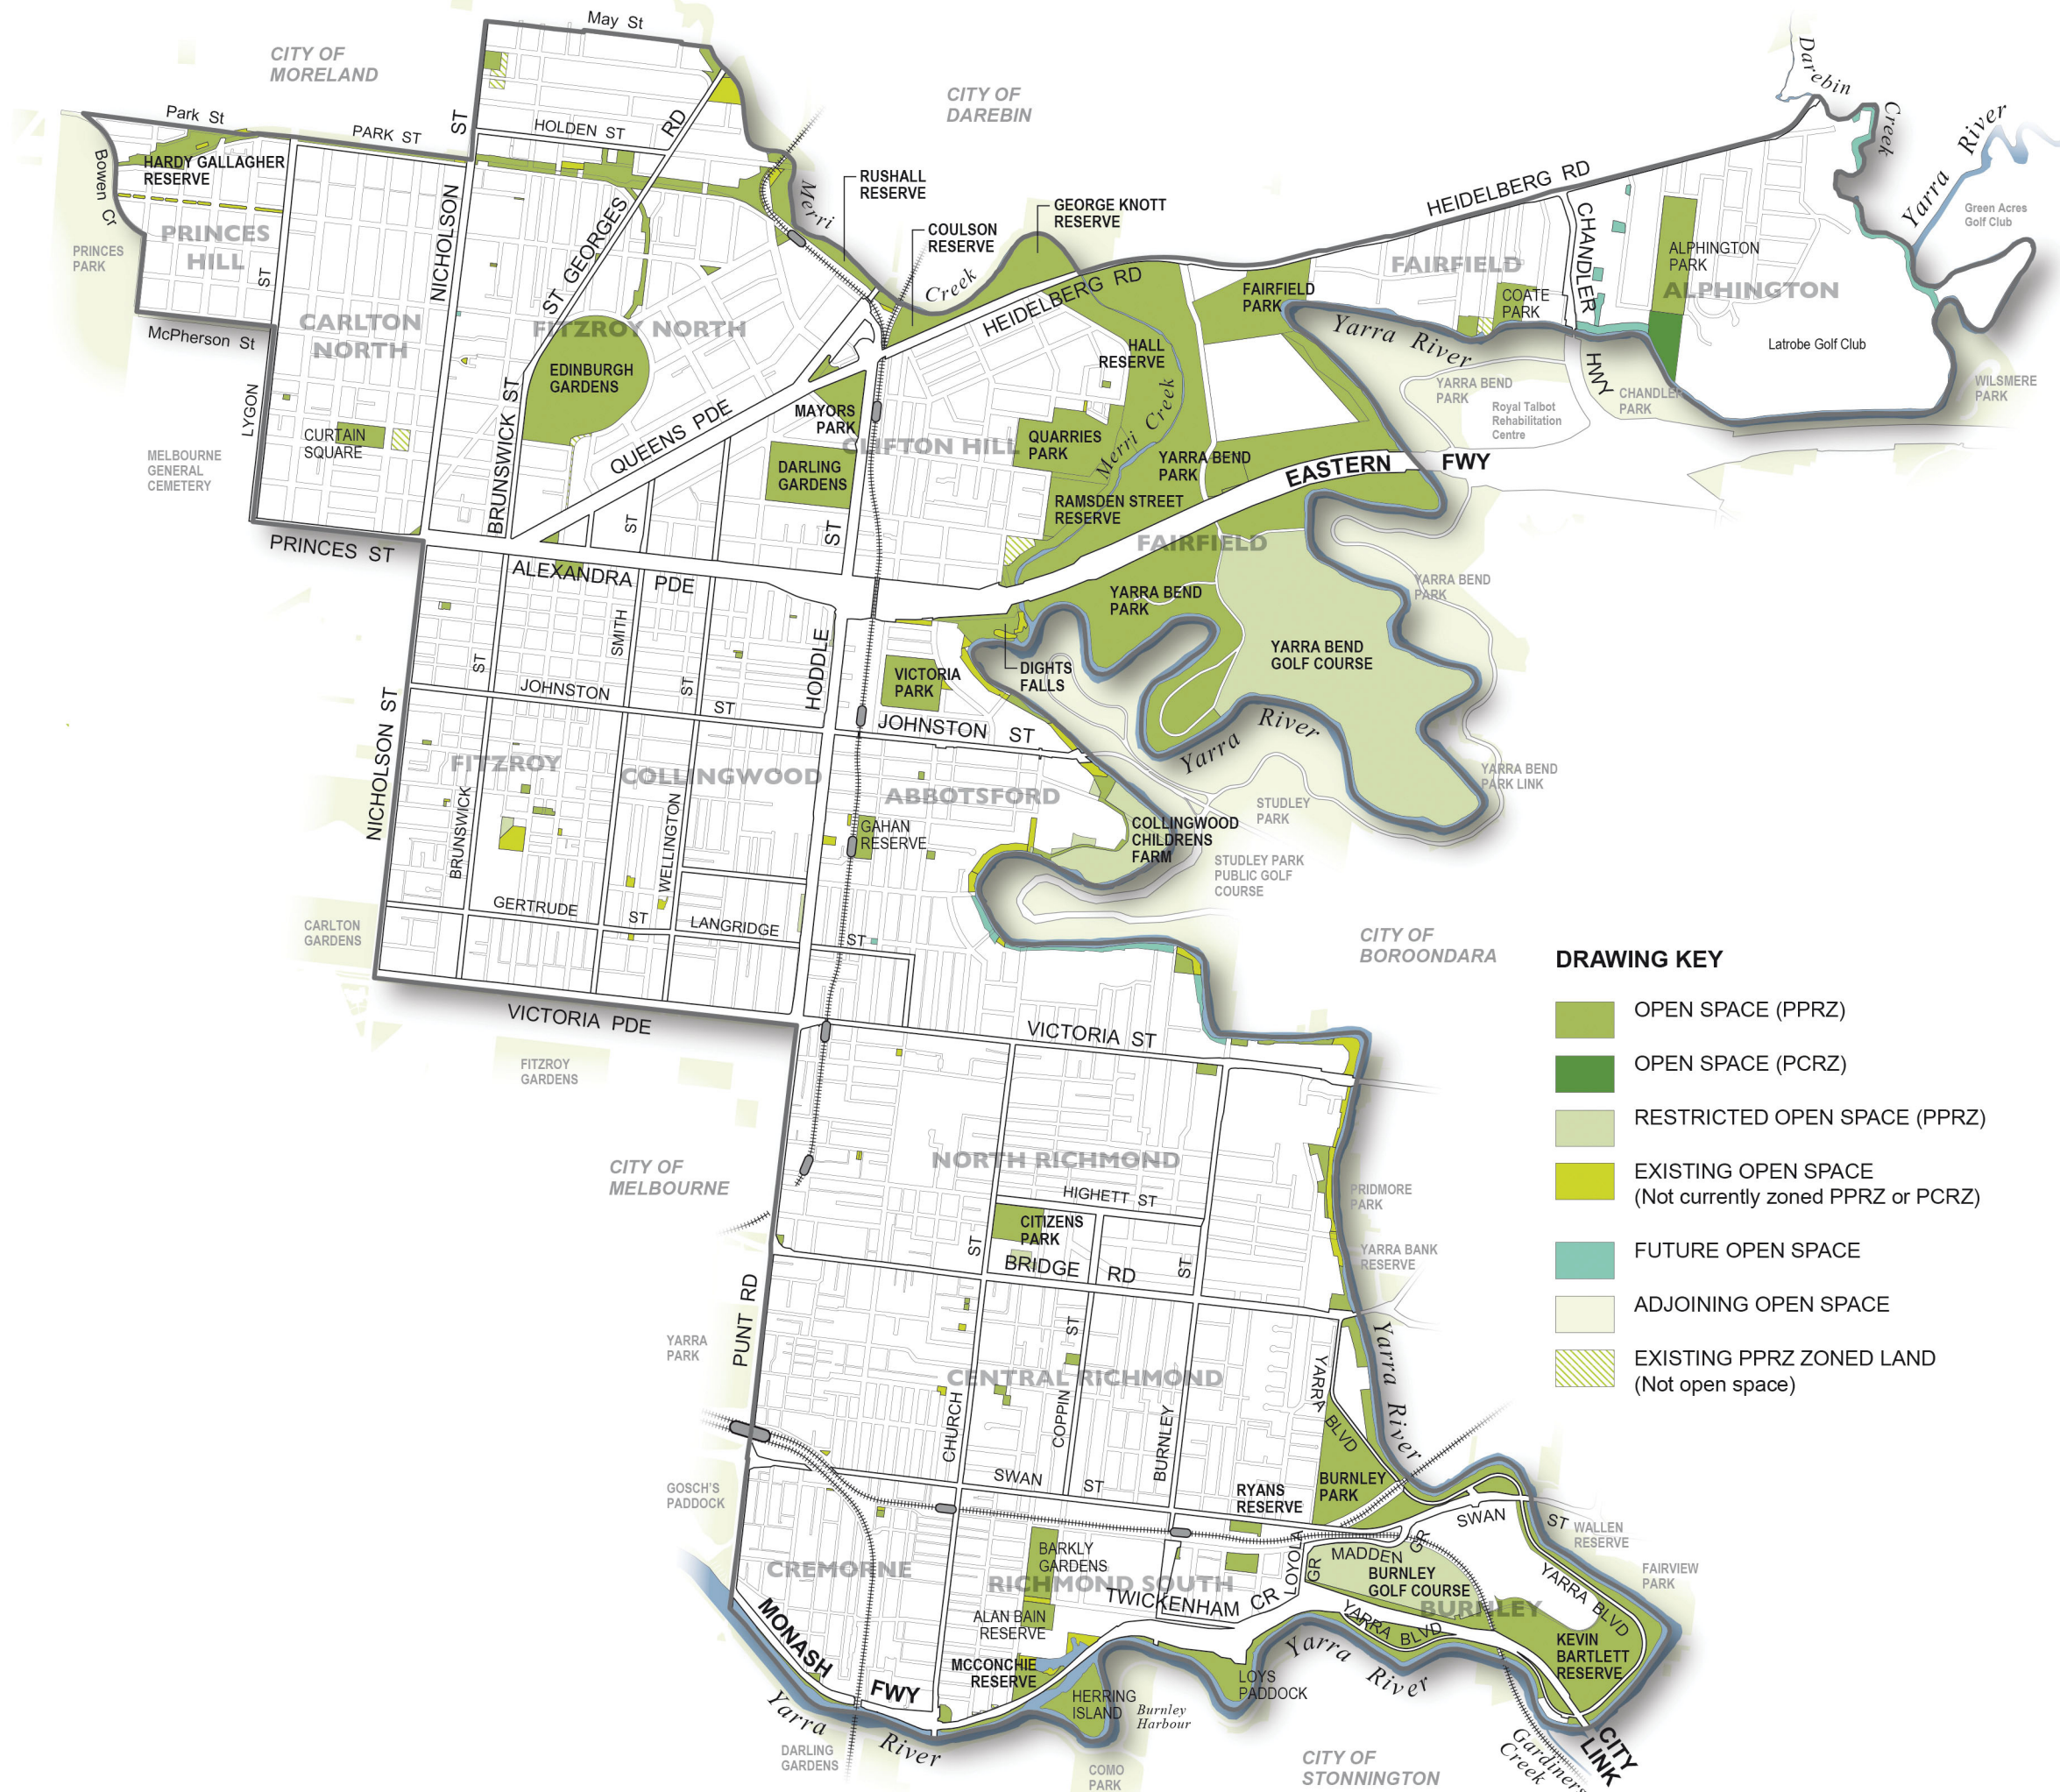 May St
CITY OF
MORELAND
CITY OF
DAREBIN
Darebin
Creek
Yarra River
Green Acres
Golf Club
Park St
PARK ST
ST
HOLDEN ST
RD
HARDY GALLAGHER
RESERVE
Bowen Cr
PRINCES
PARK
PRINCES
HILL
ST
NICHOLSON
ST GEORGES
Merri
Creek
RUSHALL
RESERVE
COULSON
RESERVE
GEORGE KNOTT
RESERVE
HEIDELBERG RD
HEIDELBERG RD
CHANDLER
HWY
FAIRFIELD
ALPHINGTON
PARK
ALPHINGTON
FAIRFIELD
PARK
COATE
PARK
Yarra River
Latrobe Golf Club
CHANDLER
PARK
WILSMERE
PARK
YARRA BEND
PARK
Royal Talbot
Rehabilitation
Centre
McPherson St
CARLTON
NORTH
FITZROY NORTH
EDINBURGH
GARDENS
LYGON
BRUNSWICK ST
CURTAIN
SQUARE
MELBOURNE
GENERAL
CEMETERY
QUEENS PDE
MAYORS
PARK
CLIFTON HILL
DARLING
GARDENS
HALL
RESERVE
QUARRIES
PARK
Merri Creek
YARRA BEND
PARK
RAMSDEN STREET
RESERVE
EASTERN FWY
FAIRFIELD
PRINCES ST
ST
ST
ALEXANDRA PDE
SMITH
HODDLE
YARRA BEND
PARK
YARRA BEND
PARK
YARRA BEND
GOLF COURSE
DIGHTS
FALLS
VICTORIA
PARK
ST
ST
JOHNSTON
ST
JOHNSTON ST
NICHOLSON ST
Yarra River
YARRA BEND
PARK LINK
FITZROY
COLLINGWOOD
ABBOTSFORD
BRUNSWICK
WELLINGTON
GAHAN
RESERVE
COLLINGWOOD
CHILDRENS
FARM
STUDLEY
PARK
STUDLEY PARK
PUBLIC GOLF
COURSE
GERTRUDE
ST
LANGRIDGE
ST
CARLTON
GARDENS
CITY OF
BOROONDARA
VICTORIA PDE
VICTORIA ST
FITZROY
GARDENS
CITY OF
MELBOURNE
NORTH RICHMOND
HIGHETT ST
CITIZENS
PARK
PRIDMORE
PARK
YARRA BANK
RESERVE
ST
BRIDGE RD
ST
PUNT RD
YARRA
PARK
ST
CENTRAL RICHMOND
CHURCH
COPPIN
BURNLEY
YARRA BLVD
Yarra River
GOSCH'S
PADDOCK
SWAN
ST
RYANS
RESERVE
BURNLEY
PARK
SWAN
ST
WALLEN
RESERVE
FAIRVIEW
PARK
CREMORNE
BARKLY
GARDENS
RICHMOND SOUTH
TWICKENHAM CR
LOYOLA
GR
MADDEN
GR
BURNLEY
GOLF COURSE
BURNLEY
YARRA BLVD
YARRA BLVD
KEVIN
BARTLETT
RESERVE
ALAN BAIN
RESERVE
MCCONCHIE
RESERVE
MONASH
FWY
HERRING
ISLAND
Burnley
Harbour
LOYS
PADDOCK
Yarra River
Yarra River
DARLING
GARDENS
COMO
PARK
CITY OF
STONNINGTON
Gardiners
Creek
CITY
LINK
DRAWING KEY
OPEN SPACE (PPRZ)
OPEN SPACE (PCRZ)
RESTRICTED OPEN SPACE (PPRZ)
EXISTING OPEN SPACE
(Not currently zoned PPRZ or PCRZ)
FUTURE OPEN SPACE
ADJOINING OPEN SPACE
EXISTING PPRZ ZONED LAND
(Not open space)